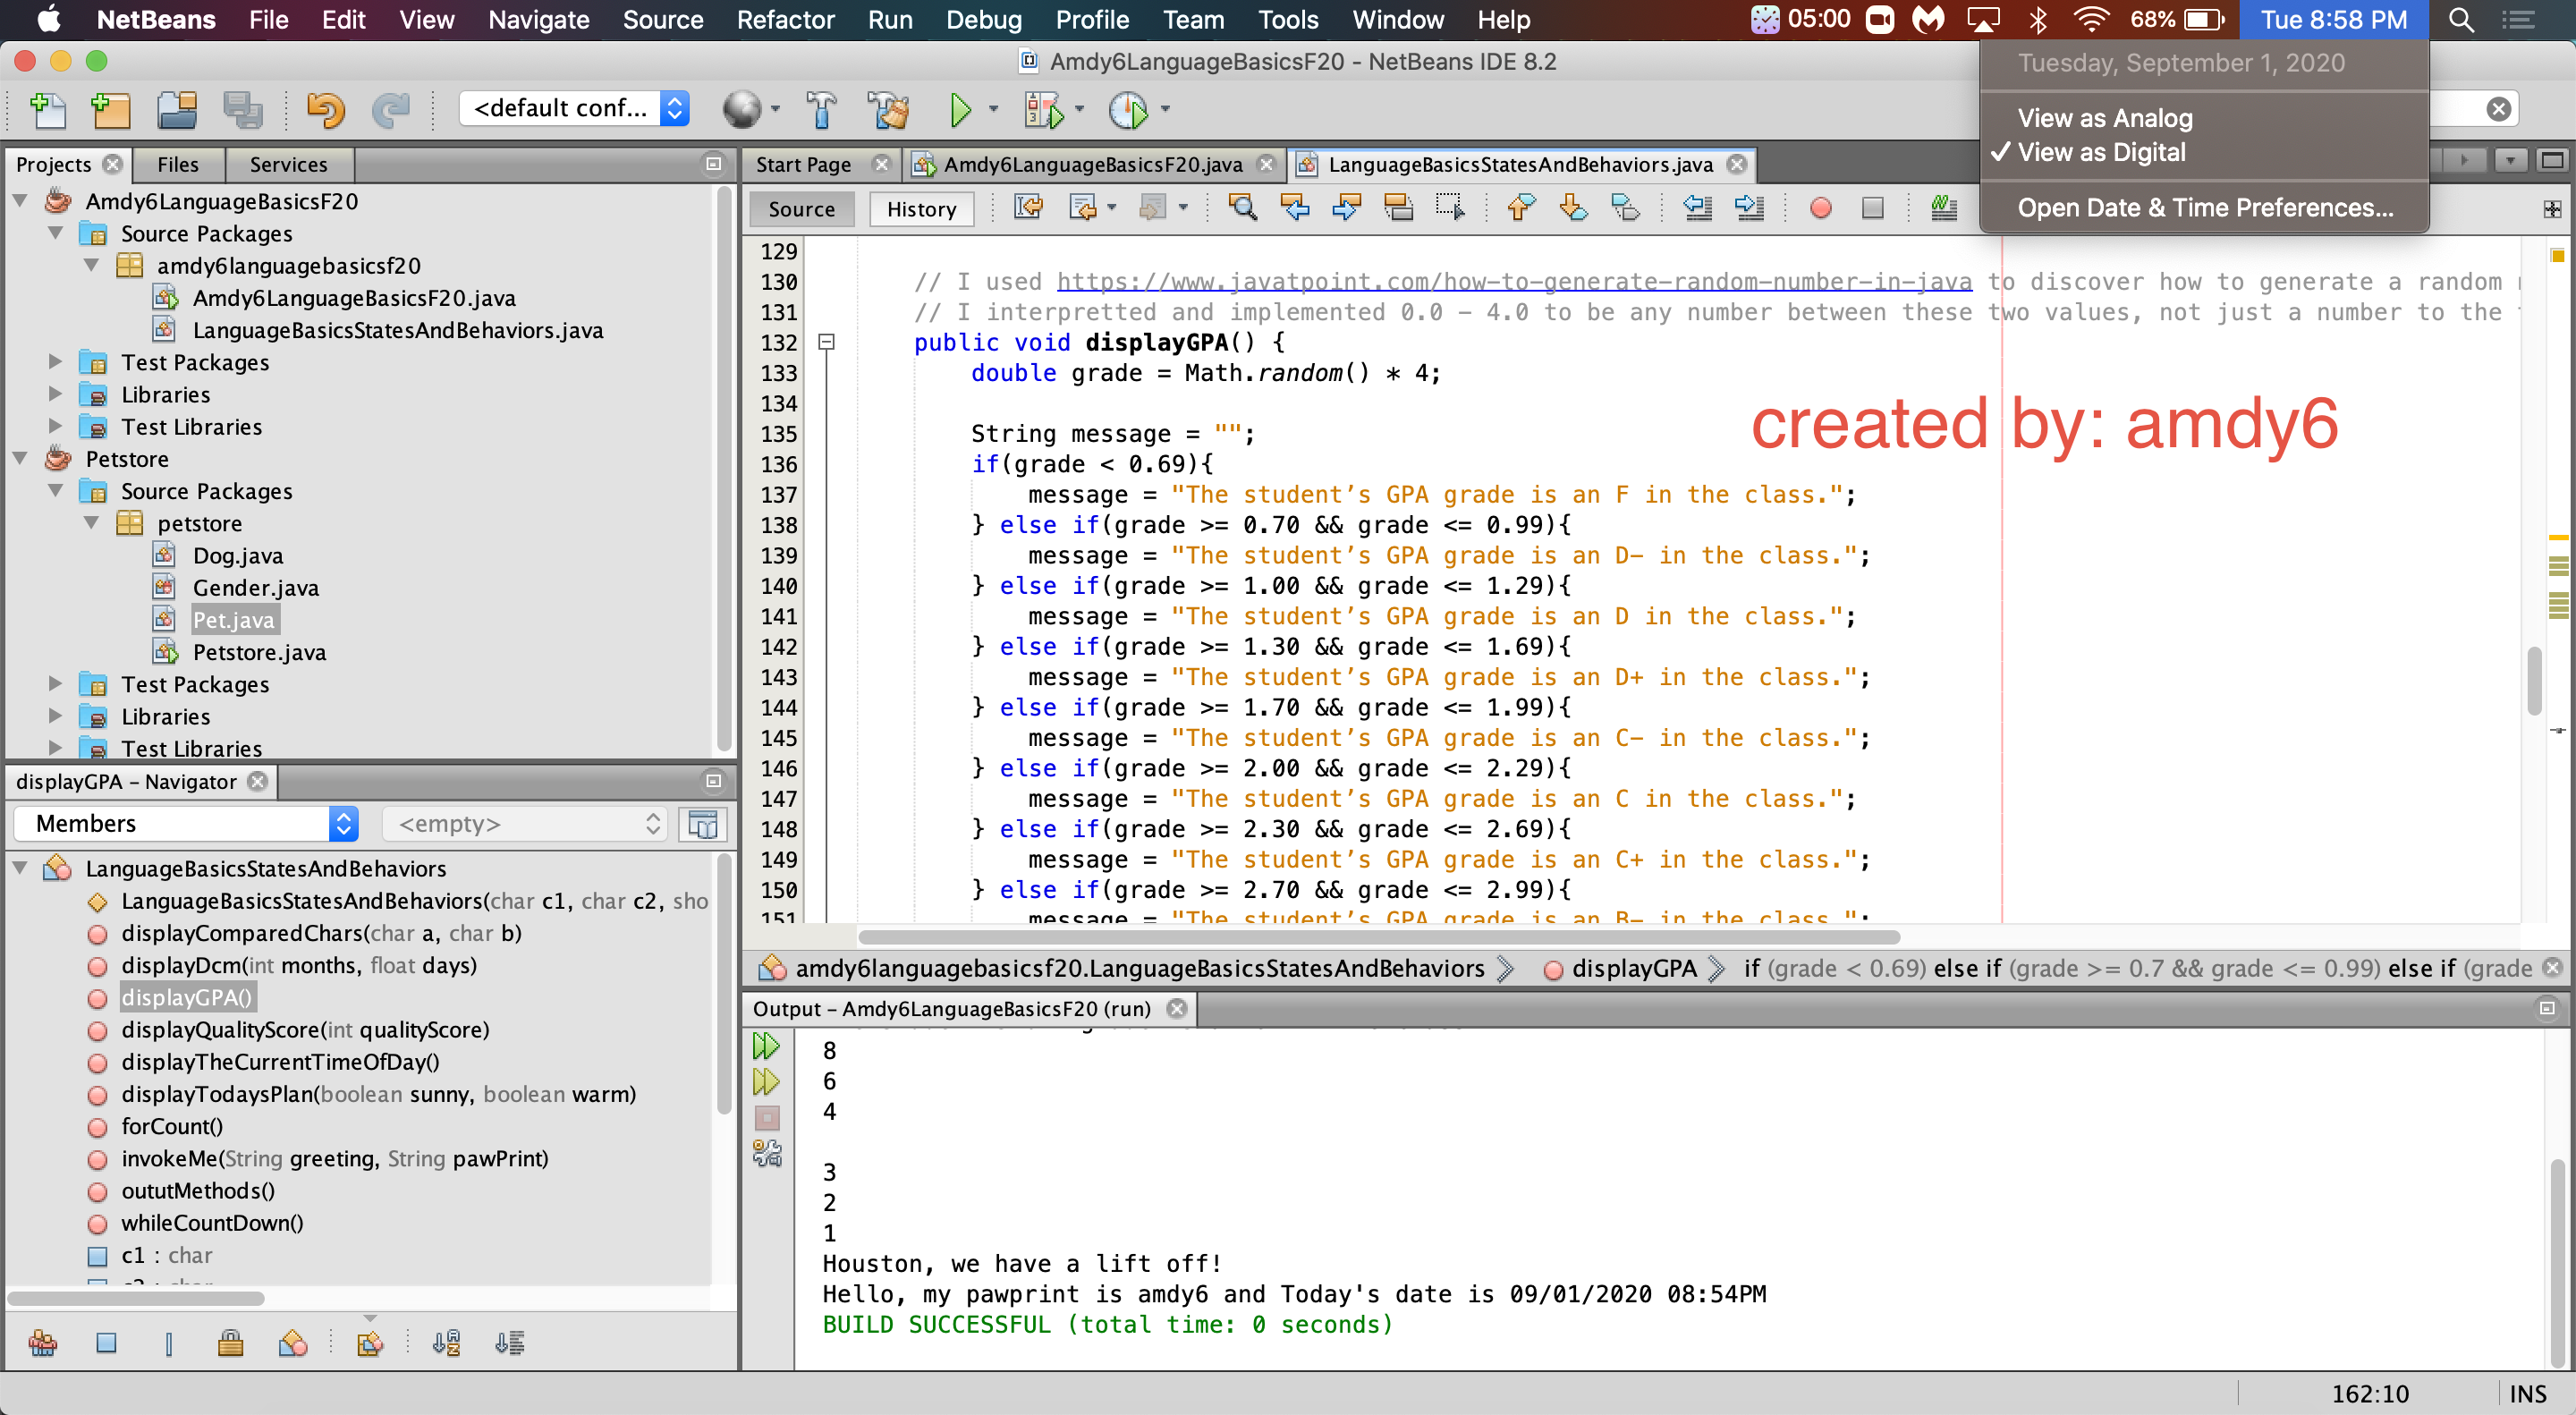 NetBeans File Edit View Navigate Source Refactor Run Debug Profile Team Tools Window Help 05:00 68% Tue 8:58 PM
Amdy6LanguageBasicsF20 - NetBeans IDE 8.2
Tuesday, September 1, 2020
View as Analog
✓ View as Digital
Open Date & Time Preferences...
<default conf...
Projects Files Services
Amdy6LanguageBasicsF20
Source Packages
amdy6languagebasicsf20
Amdy6LanguageBasicsF20.java
LanguageBasicsStatesAndBehaviors.java
Test Packages
Libraries
Test Libraries
Petstore
Source Packages
petstore
Dog.java
Gender.java
Pet.java
Petstore.java
Test Packages
Libraries
Test Libraries
displayGPA - Navigator
Members <empty>
LanguageBasicsStatesAndBehaviors
LanguageBasicsStatesAndBehaviors(char c1, char c2, sho
displayComparedChars(char a, char b)
displayDcm(int months, float days)
displayGPA()
displayQualityScore(int qualityScore)
displayTheCurrentTimeOfDay()
displayTodaysPlan(boolean sunny, boolean warm)
forCount()
invokeMe(String greeting, String pawPrint)
oututMethods()
whileCountDown()
c1 : char
Start Page Amdy6LanguageBasicsF20.java LanguageBasicsStatesAndBehaviors.java
Source History
129
130 // I used https://www.javatpoint.com/how-to-generate-random-number-in-java to discover how to generate a random
131 // I interpretted and implemented 0.0 - 4.0 to be any number between these two values, not just a number to the
132 public void displayGPA() {
133 double grade = Math.random() * 4;
134
135 String message = "";
136 if(grade < 0.69){
137 message = "The student’s GPA grade is an F in the class.";
138 } else if(grade >= 0.70 && grade <= 0.99){
139 message = "The student’s GPA grade is an D- in the class.";
140 } else if(grade >= 1.00 && grade <= 1.29){
141 message = "The student’s GPA grade is an D in the class.";
142 } else if(grade >= 1.30 && grade <= 1.69){
143 message = "The student’s GPA grade is an D+ in the class.";
144 } else if(grade >= 1.70 && grade <= 1.99){
145 message = "The student’s GPA grade is an C- in the class.";
146 } else if(grade >= 2.00 && grade <= 2.29){
147 message = "The student’s GPA grade is an C in the class.";
148 } else if(grade >= 2.30 && grade <= 2.69){
149 message = "The student’s GPA grade is an C+ in the class.";
150 } else if(grade >= 2.70 && grade <= 2.99){
151 message = "The student’s GPA grade is an B- in the class.";
created by: amdy6
amdy6languagebasicsf20.LanguageBasicsStatesAndBehaviors displayGPA if (grade < 0.69) else if (grade >= 0.7 && grade <= 0.99) else if (grade
Output - Amdy6LanguageBasicsF20 (run)
8
6
4
3
2
1
Houston, we have a lift off!
Hello, my pawprint is amdy6 and Today's date is 09/01/2020 08:54PM
BUILD SUCCESSFUL (total time: 0 seconds)
162:10 INS